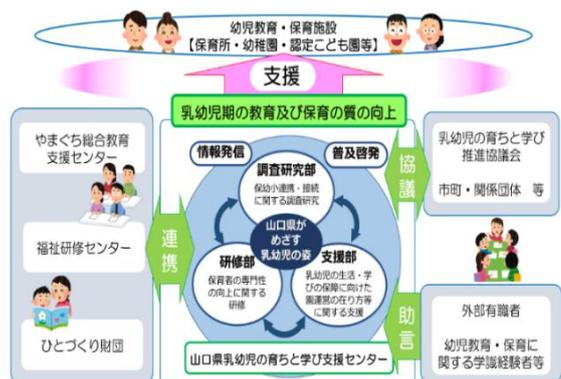 幼児教育・保育施設
【保育所・幼稚園・認定こども園等】
支援
乳幼児期の教育及び保育の質の向上
やまぐち総合教育
支援センター
福祉研修センター
ひとづくり財団
連携
情報発信
普及啓発
調査研究部
保幼小連携・接続
に関する調査研究
山口県が
めざす
乳幼児の姿
研修部
保育者の専門性
の向上に関する
研修
支援部
乳幼児の生活・学
びの保障に向けた
園運営の在り方等
に関する支援
山口県乳幼児の育ちと学び支援センター
協議
乳幼児の育ちと学び
推進協議会
市町・関係団体 等
助言
外部有識者
幼児教育・保育に
関する学識経験者等